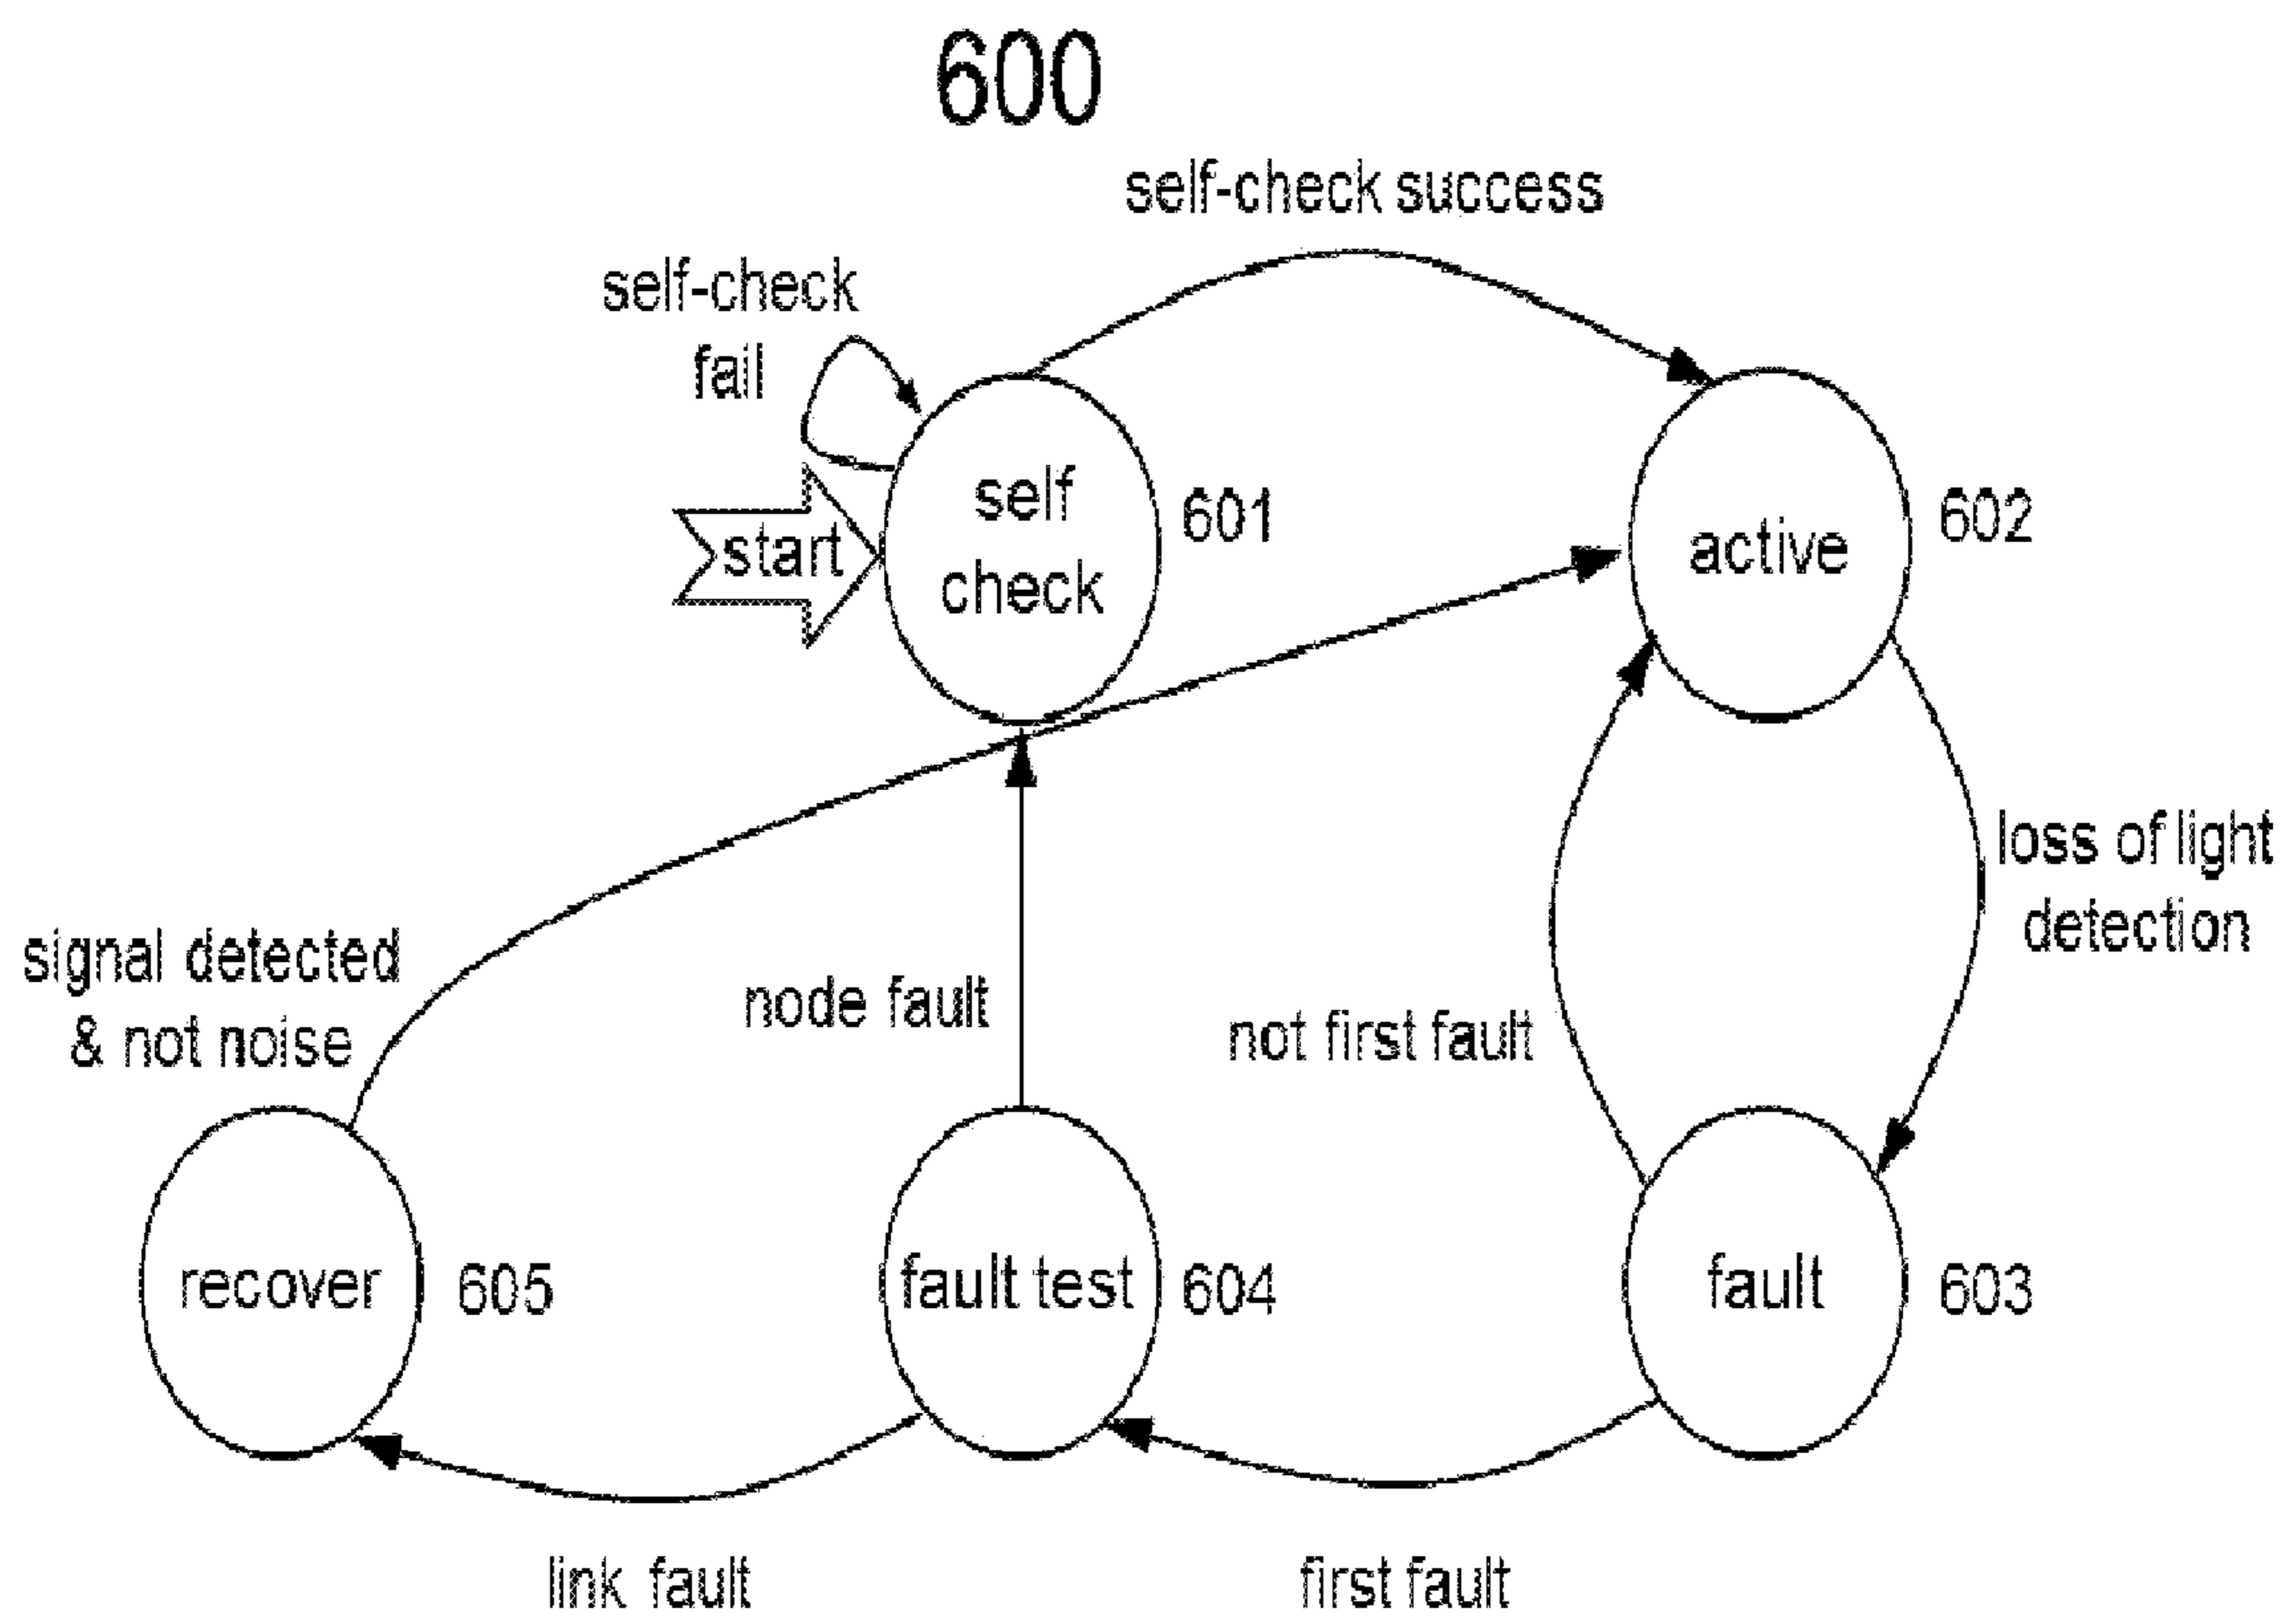 600
self-check success
self-check
fail
start
self
check
601
active
602
loss of light
detection
signal detected
& not noise
node fault
not first fault
recover
605
fault test
604
fault
603
link fault
first fault